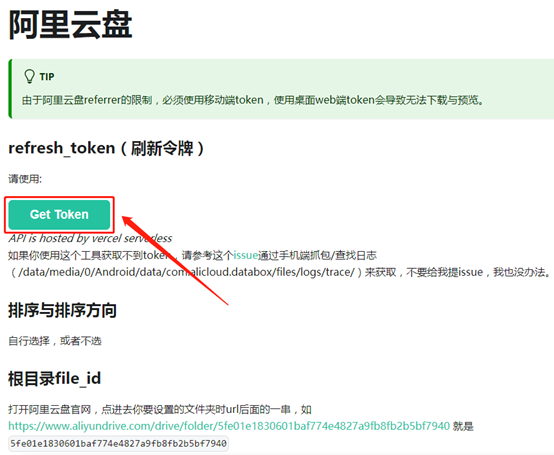 阿里云盘
TIP
由于阿里云盘referrer的限制，必须使用移动端token，使用桌面web端token会导致无法下载与预览。
refresh_token（刷新令牌）
请使用:
Get Token
API is hosted by vercel serverless
如果你使用这个工具获取不到token，请参考这个issue通过手机端抓包/查找日志
（/data/media/0/Android/data/com.alicloud.databox/files/logs/trace/）来获取，不要给我提issue，我也没办法。
排序与排序方向
自行选择，或者不选
根目录file_id
打开阿里云盘官网，点进去你要设置的文件夹时url后面的一串，如
https://www.aliyundrive.com/drive/folder/5fe01e1830601baf774e4827a9fb8fb2b5bf7940 就是
5fe01e1830601baf774e4827a9fb8fb2b5bf7940